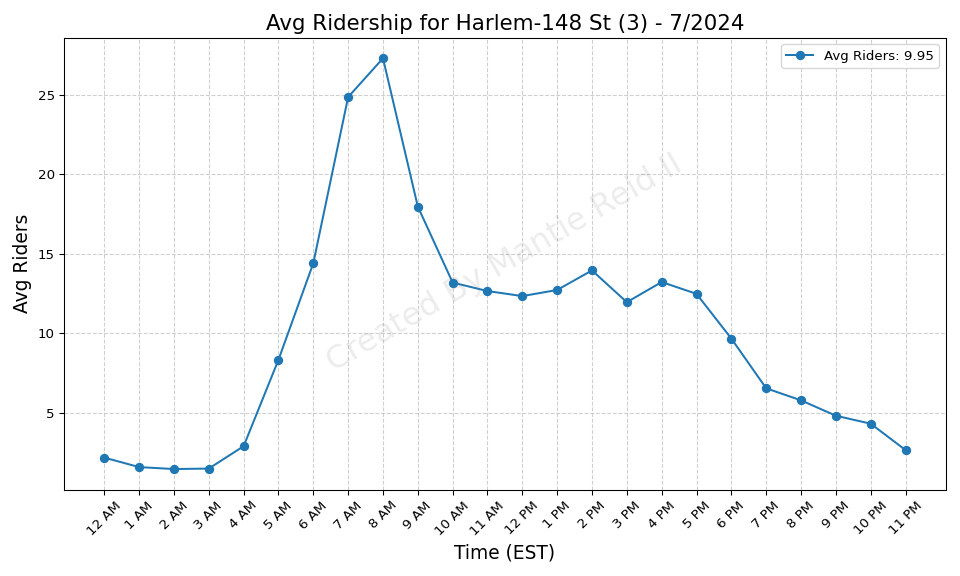 Avg Ridership for Harlem-148 St (3) - 7/2024
Avg Riders: 9.95
Avg Riders
25
20
15
10
5
Created By Mantie Reid II
12 AM
1 AM
2 AM
3 AM
4 AM
5 AM
6 AM
7 AM
8 AM
9 AM
10 AM
11 AM
12 PM
1 PM
2 PM
3 PM
4 PM
5 PM
6 PM
7 PM
8 PM
9 PM
10 PM
11 PM
Time (EST)